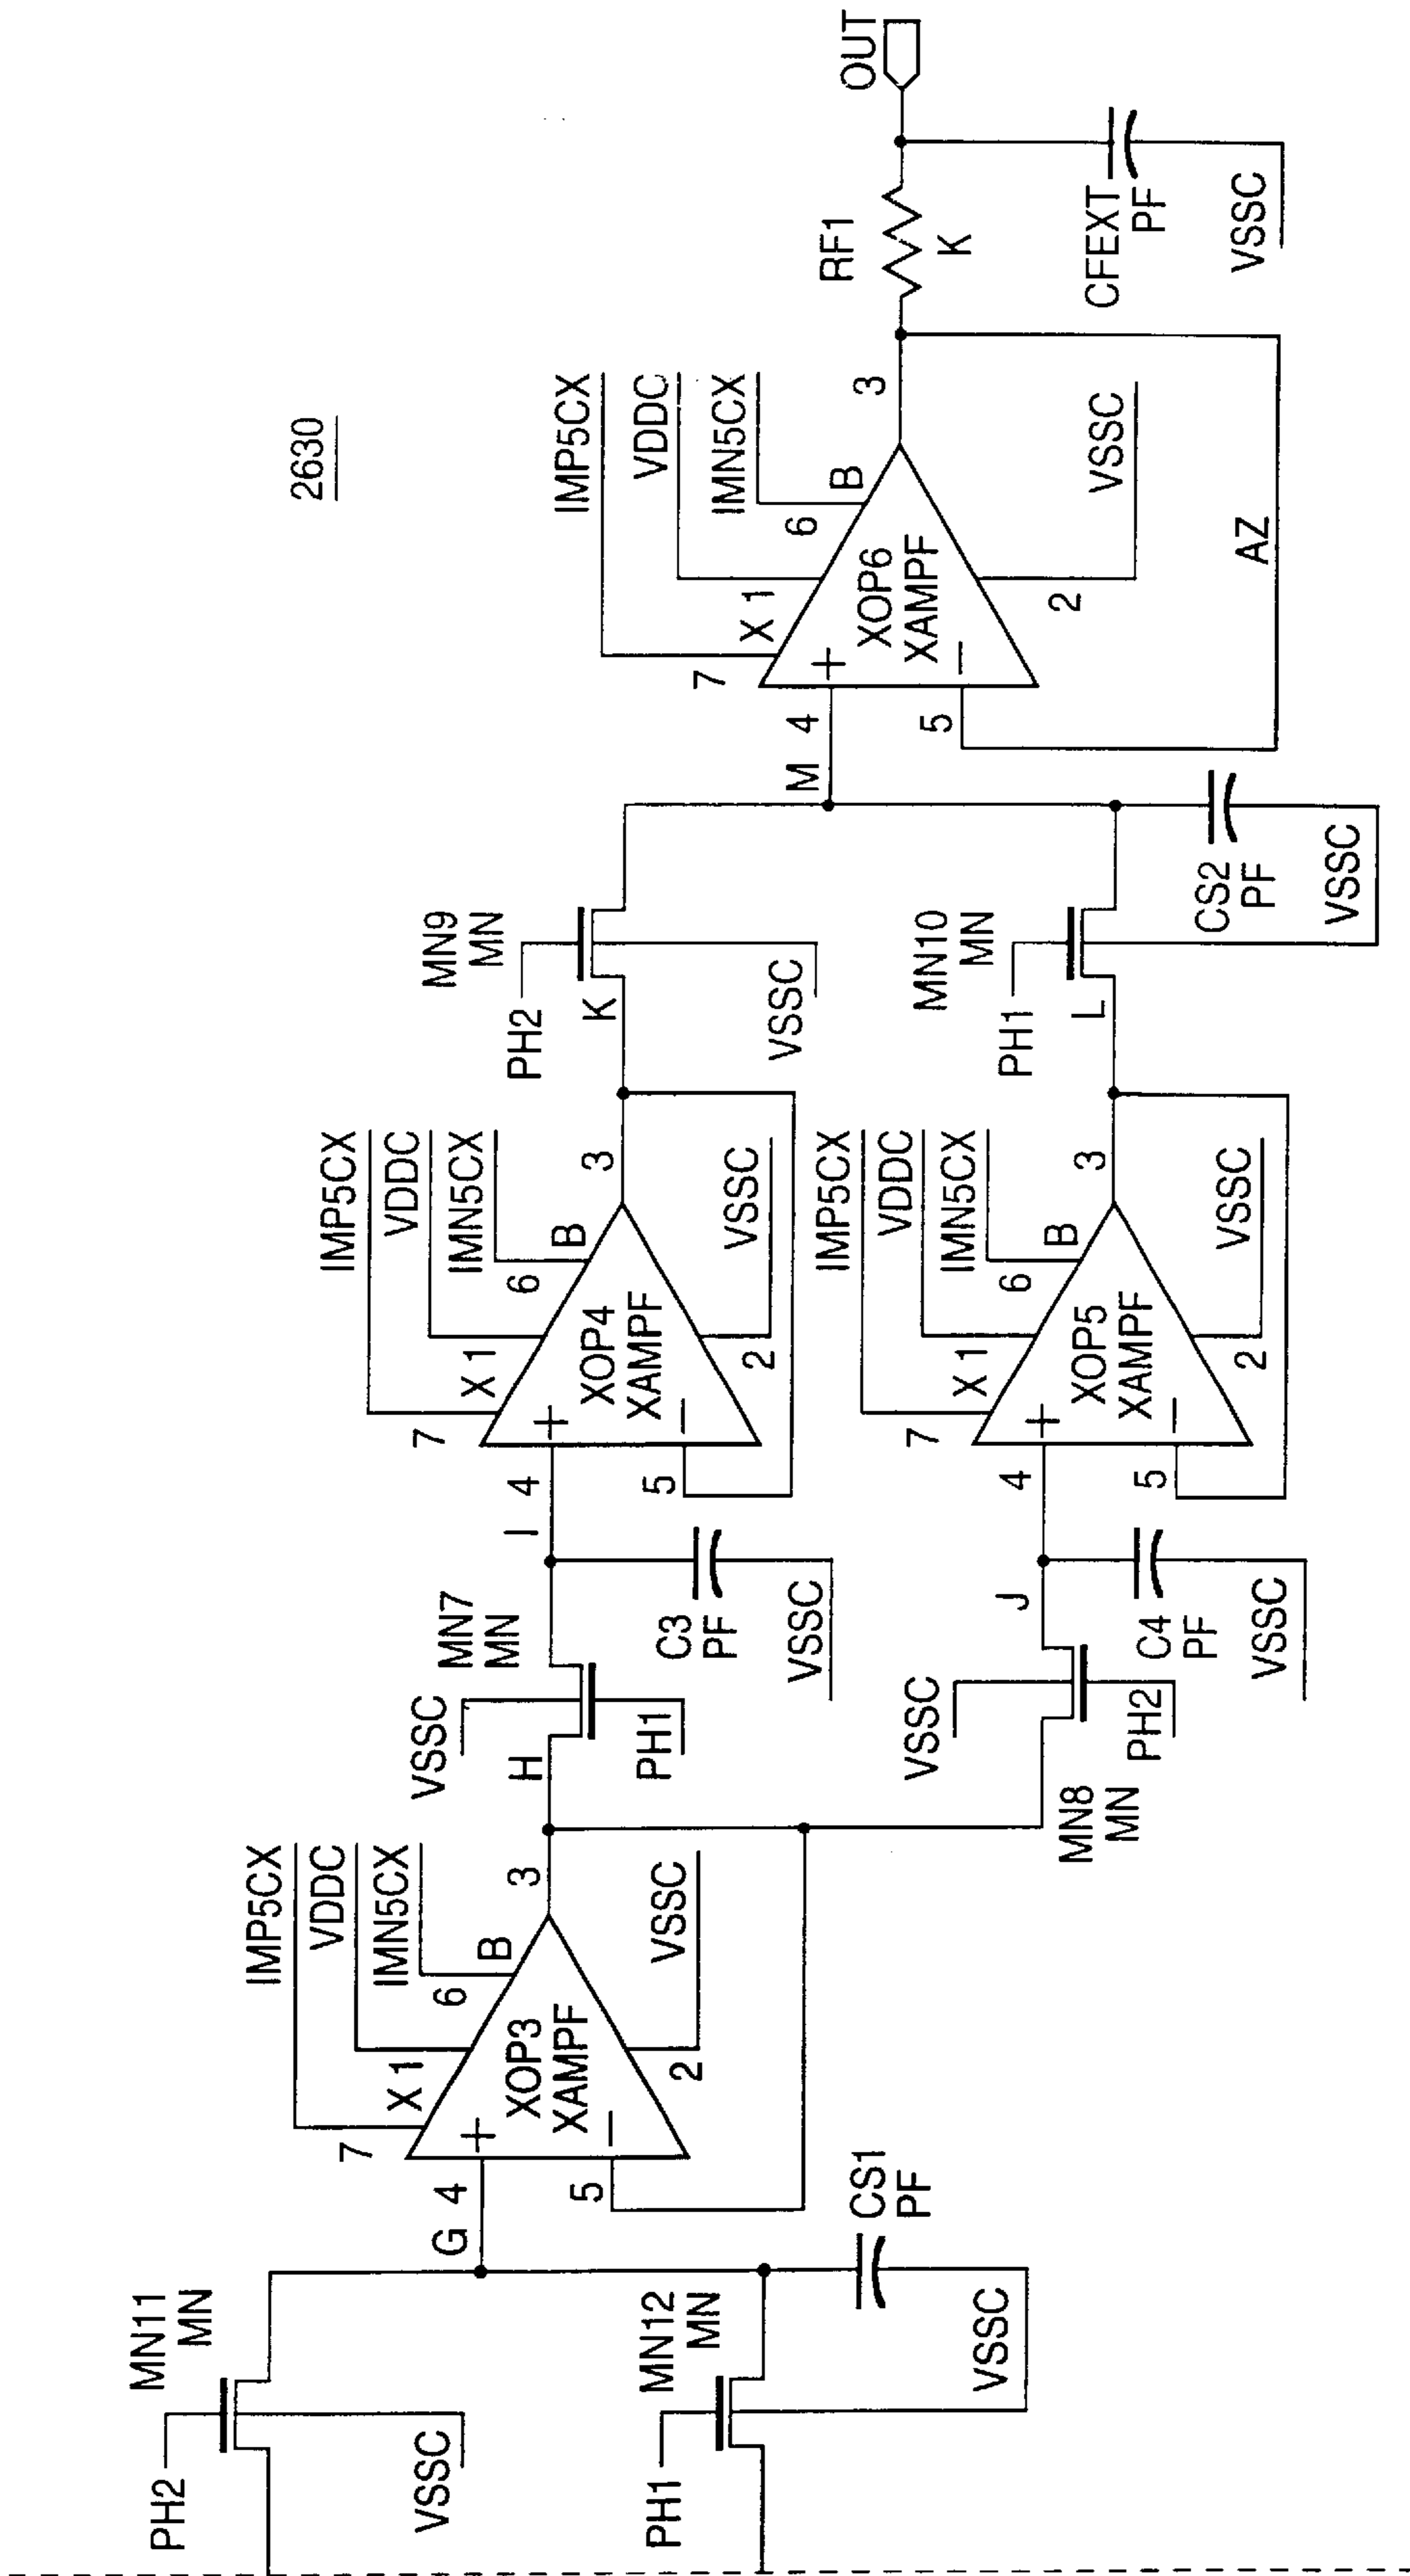 2630
PH2
MN11
MN
VSSC
PH1
MN12
MN
VSSC
CS1
PF
G
4
5
7
X 1
6
B
XOP3
XAMPF
+
−
2
3
IMP5CX
VDDC
IMN5CX
VSSC
H
VSSC
MN7
MN
PH1
I
C3
PF
VSSC
4
5
7
X 1
6
B
XOP4
XAMPF
+
−
2
3
IMP5CX
VDDC
IMN5CX
VSSC
K
PH2
MN9
MN
VSSC
MN8
MN
VSSC
PH2
J
C4
PF
VSSC
4
5
7
X 1
6
B
XOP5
XAMPF
+
−
2
3
IMP5CX
VDDC
IMN5CX
VSSC
L
PH1
MN10
MN
CS2
PF
VSSC
M
4
5
7
X 1
6
B
XOP6
XAMPF
+
−
2
3
IMP5CX
VDDC
IMN5CX
VSSC
AZ
RF1
K
CFEXT
PF
VSSC
OUT